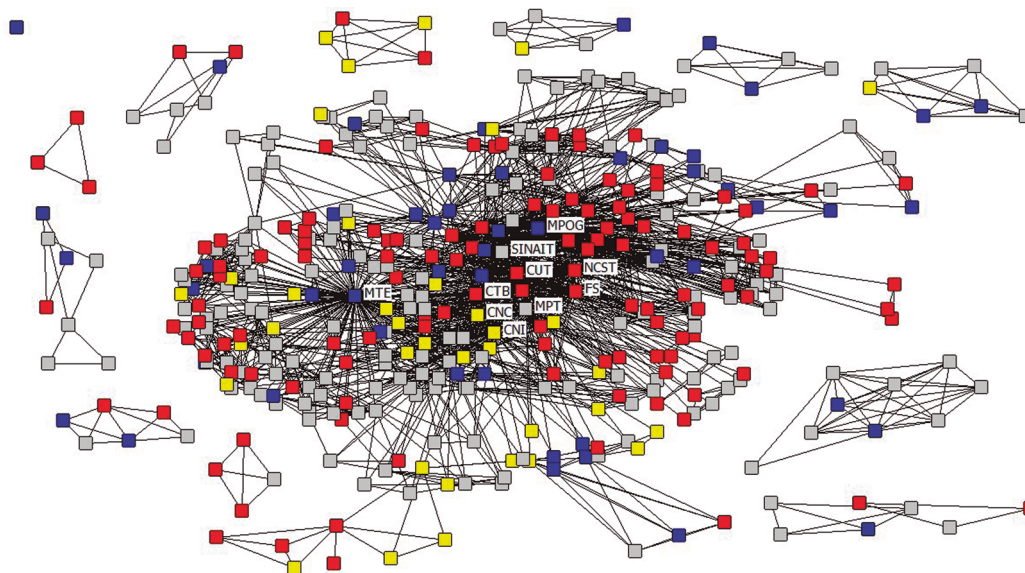 MPOG
SINAIT
CUT
NCST
MTE
CTB
FS
CNC
MPT
CNI